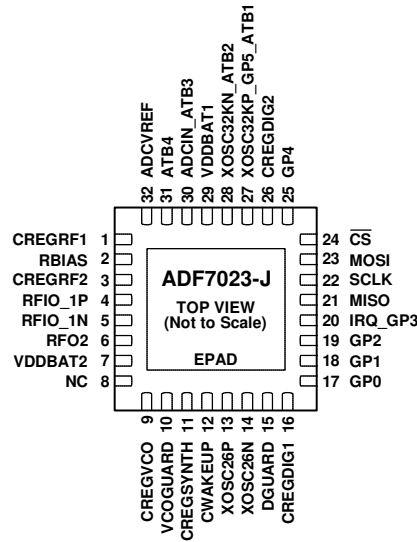 32 ADCVREF
31 ATB4
30 ADCIN_ATB3
29 VDDBAT1
28 XOSC32KN_ATB2
27 XOSC32KP_GP5_ATB1
26 CREGDIG2
25 GP4
CREGRF1 1
RBIAS 2
CREGRF2 3
RFIO_1P 4
RFIO_1N 5
RFO2 6
VDDBAT2 7
NC 8
ADF7023-J
TOP VIEW
(Not to Scale)
EPAD
24 CS
23 MOSI
22 SCLK
21 MISO
20 IRQ_GP3
19 GP2
18 GP1
17 GP0
CREGVCO 9
VCOGUARD 10
CREGSYNTH 11
CWAKEUP 12
XOSC26P 13
XOSC26N 14
DGUARD 15
CREGDIG1 16